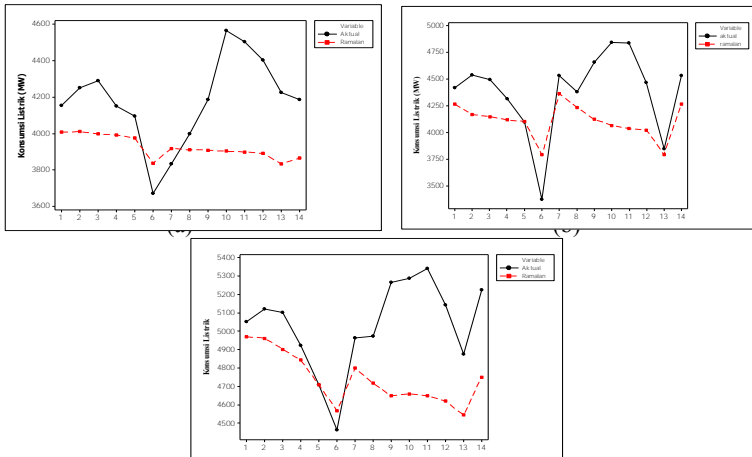 Variable
Aktual
Ramalan
Konsumsi Listrik (MW)
4600
4400
4200
4000
3800
3600
1 2 3 4 5 6 7 8 9 10 11 12 13 14
Variable
aktual
ramalan
Konsumsi Listrik (MW)
5000
4750
4500
4250
4000
3750
3500
1 2 3 4 5 6 7 8 9 10 11 12 13 14
Variable
Aktual
Ramalan
Konsumsi Listrik
5400
5300
5200
5100
5000
4900
4800
4700
4600
4500
1 2 3 4 5 6 7 8 9 10 11 12 13 14